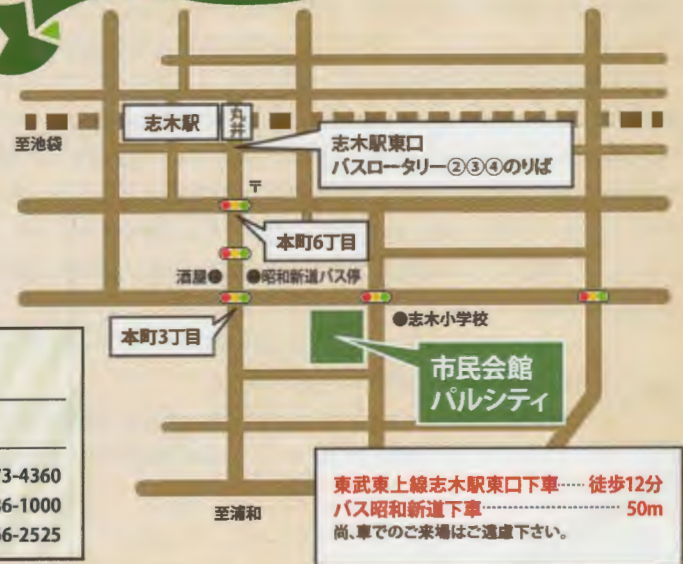 志木駅
丸井
至池袋
志木駅東口
バスロータリー②③④のりば
〒
本町6丁目
酒屋●
●昭和新道バス停
本町3丁目
●志木小学校
市民会館
パルシティ
73-4360
6-1000
6-2525
至浦和
東武東上線志木駅東口下車……徒歩12分
バス昭和新道下車……………………50m
尚、車でのご来場はご遠慮下さい。